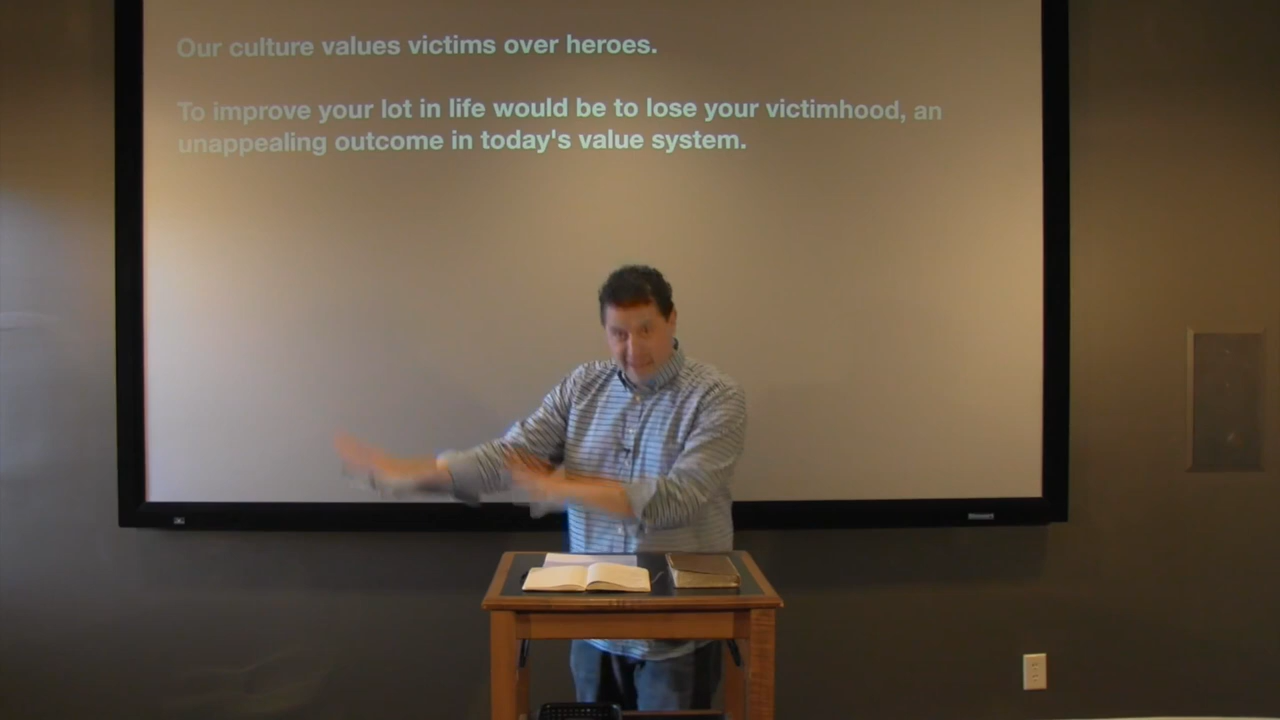 Our culture values victims over heroes.
To improve your lot in life would be to lose your victimhood, an
unappealing outcome in today's value system.